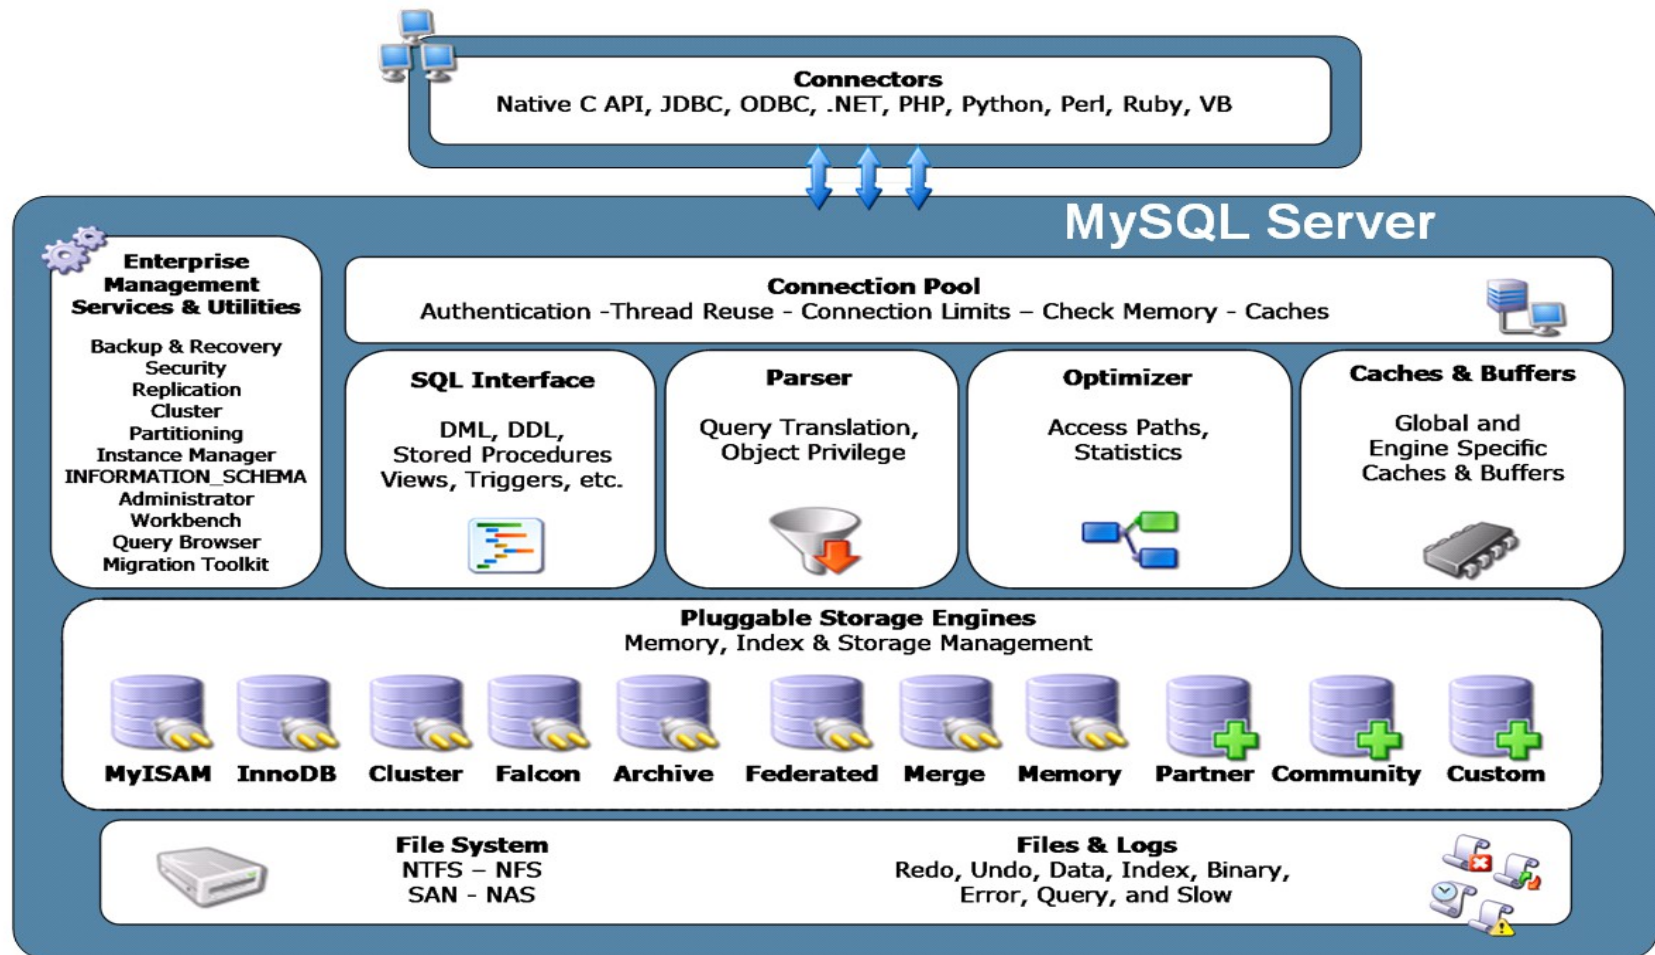 Connectors
Native C API, JDBC, ODBC, .NET, PHP, Python, Perl, Ruby, VB
MySQL Server
Enterprise
Management
Services & Utilities
Backup & Recovery
Security
Replication
Cluster
Partitioning
Instance Manager
INFORMATION_SCHEMA
Administrator
Workbench
Query Browser
Migration Toolkit
Connection Pool
Authentication -Thread Reuse - Connection Limits – Check Memory - Caches
SQL Interface
DML, DDL,
Stored Procedures
Views, Triggers, etc.
Parser
Query Translation,
Object Privilege
Optimizer
Access Paths,
Statistics
Caches & Buffers
Global and
Engine Specific
Caches & Buffers
Pluggable Storage Engines
Memory, Index & Storage Management
MyISAM
InnoDB
Cluster
Falcon
Archive
Federated
Merge
Memory
Partner
Community
Custom
File System
NTFS – NFS
SAN - NAS
Files & Logs
Redo, Undo, Data, Index, Binary,
Error, Query, and Slow